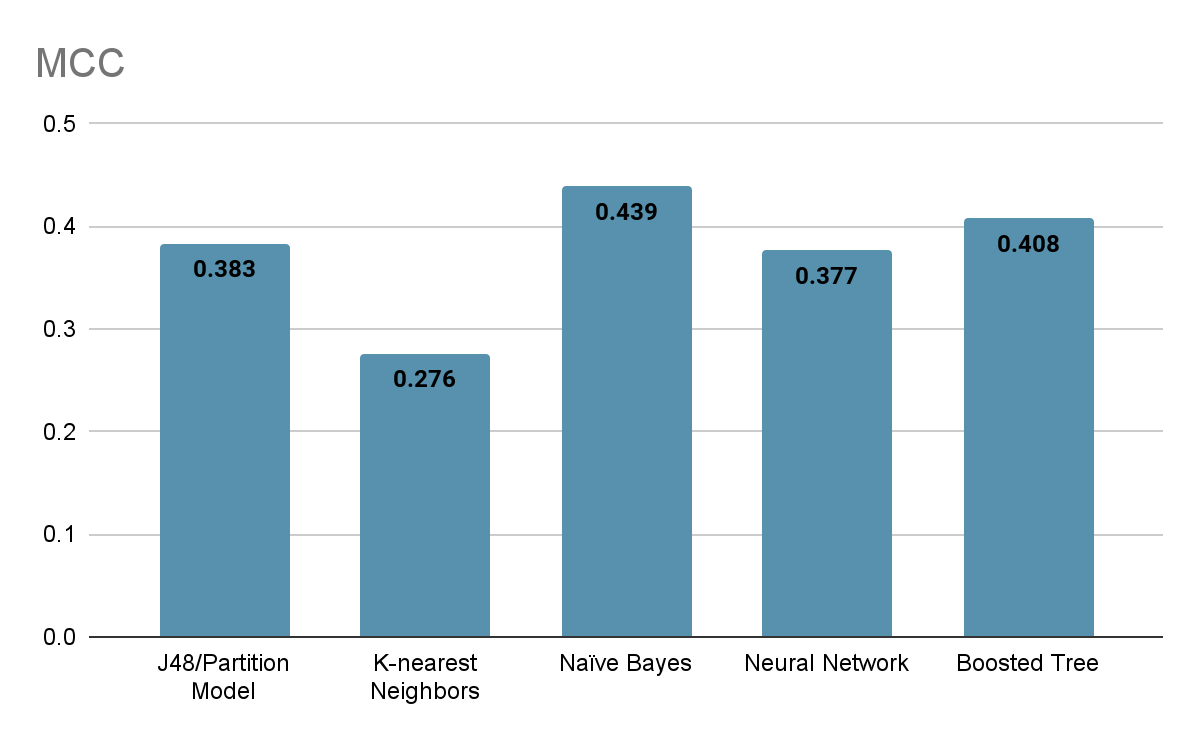 MCC
0.5
0.4
0.3
0.2
0.1
0.0
0.383
0.276
0.439
0.377
0.408
J48/Partition
Model
K-nearest
Neighbors
Naïve Bayes
Neural Network
Boosted Tree